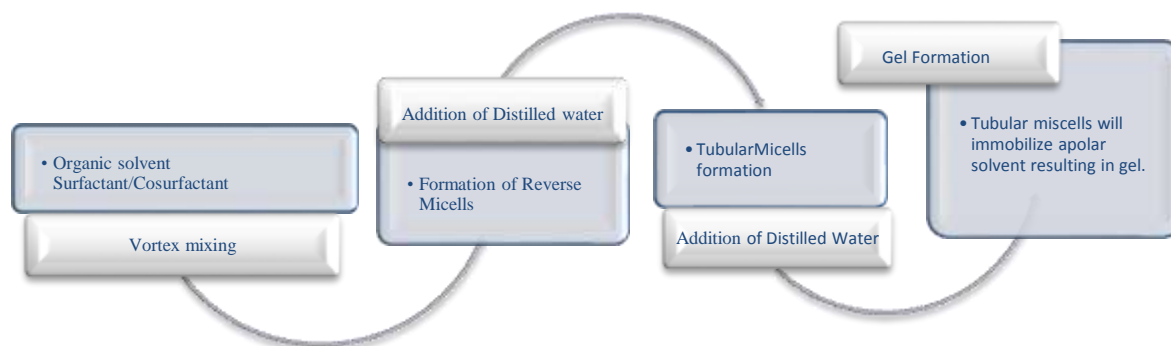 • Organic solvent
Surfactant/Cosurfactant
Vortex mixing
Addition of Distilled water
• Formation of Reverse
Micells
• TubularMicells
formation
Addition of Distilled Water
Gel Formation
• Tubular miscells will
immobilize apolar
solvent resulting in gel.